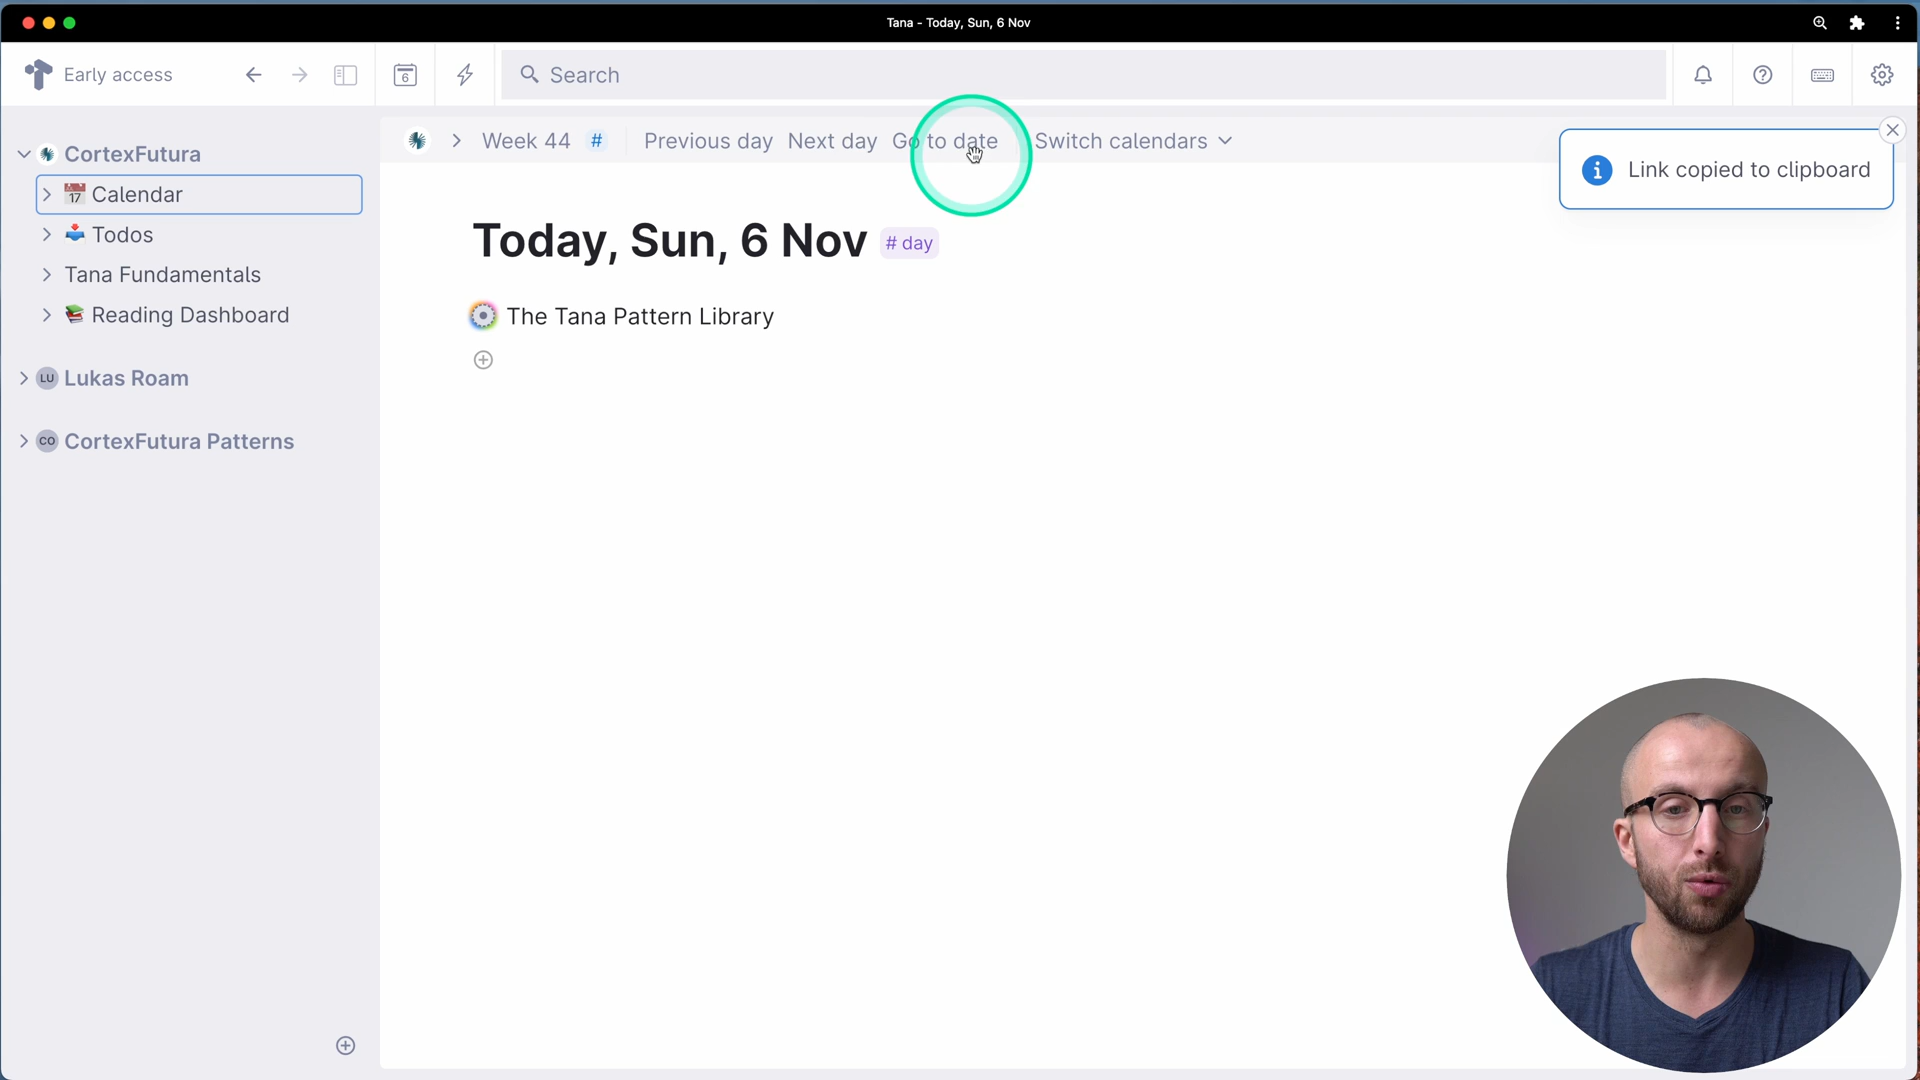 Tana - Today, Sun, 6 Nov
Early access
6
Search
CortexFutura
17 Calendar
Todos
Tana Fundamentals
Reading Dashboard
LU Lukas Roam
CO CortexFutura Patterns
Week 44 # Previous day Next day Go to date Switch calendars
Link copied to clipboard
Today, Sun, 6 Nov # day
The Tana Pattern Library